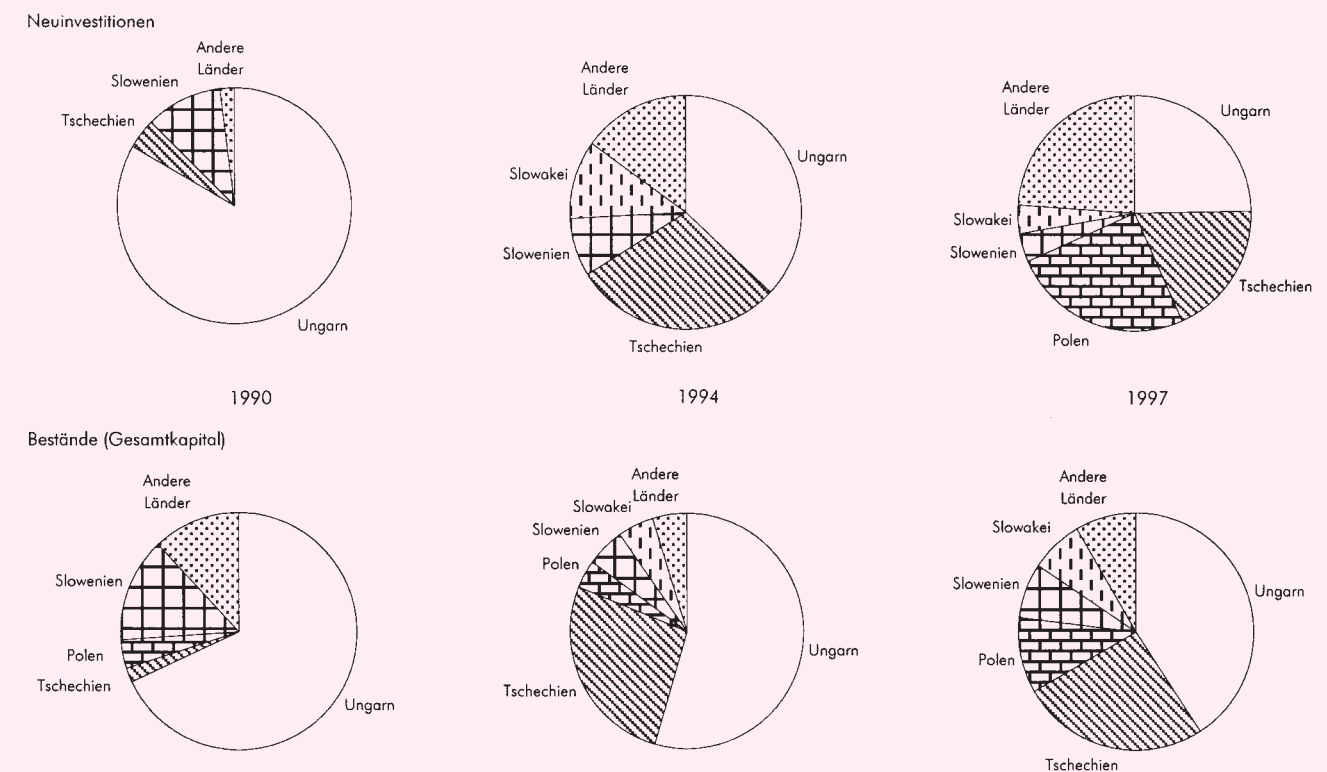 Neuinvestitionen
Andere
Länder
Slowenien
Tschechien
Ungarn
Andere
Länder
Slowakei
Slowenien
Ungarn
Tschechien
Andere
Länder
Ungarn
Slowakei
Slowenien
Tschechien
Polen
1990
1994
1997
Bestände (Gesamtkapital)
Andere
Länder
Slowenien
Polen
Tschechien
Ungarn
Andere
Länder
Slowakei
Slowenien
Polen
Tschechien
Ungarn
Andere
Länder
Slowakei
Slowenien
Ungarn
Polen
Tschechien